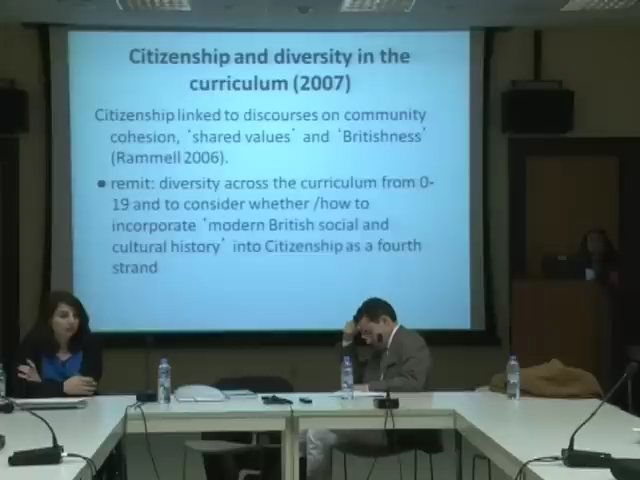 Citizenship and diversity in the
curriculum (2007)
Citizenship linked to discourses on community
cohesion, 'shared values' and 'Britishness'
(Rammell 2006).
• remit: diversity across the curriculum from 0-
19 and to consider whether /how to
incorporate 'modern British social and
cultural history' into Citizenship as a fourth
strand